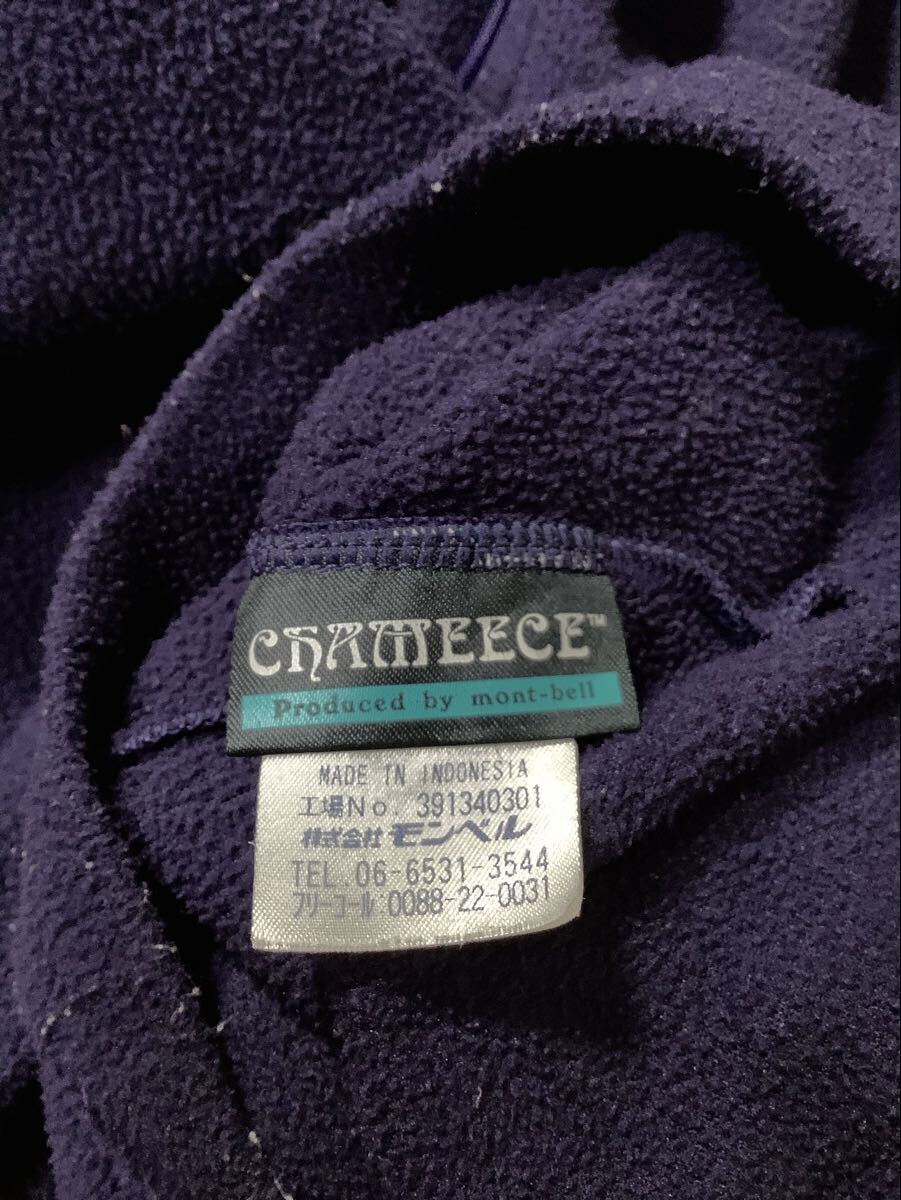 CHAMEECE™
Produced by mont-bell
MADE IN INDONESIA
工場No. 391340301
株式会社 モンベル
TEL.06-6531-3544
フリーコール:0088-22-0031